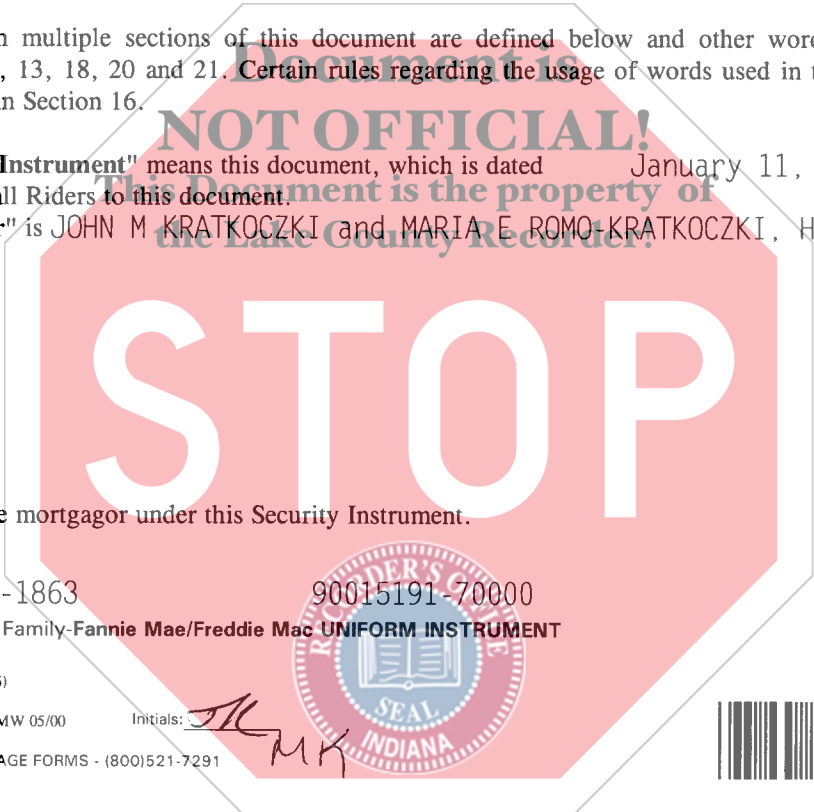 multiple sections of this document are defined below and other
Document is
, 13, 18, 20 and 21. Certain rules regarding the usage of words used in
in Section 16.
NOT OFFICIAL!
Instrument" means this document, which is dated January 11,
all Riders to this document.
This Document is the property of
" is JOHN M KRATKOCZKI and MARIA E ROMO-KRATKOCZKI, H
the Lake County Recorder!
STOP
mortgagor under this Security Instrument.
-1863 90015191-70000
Family-Fannie Mae/Freddie Mac UNIFORM INSTRUMENT
RECORDER'S OFFICE
MW 05/00 Initials: JK
MK
SEAL
INDIANA
AGE FORMS - (800)521-7291